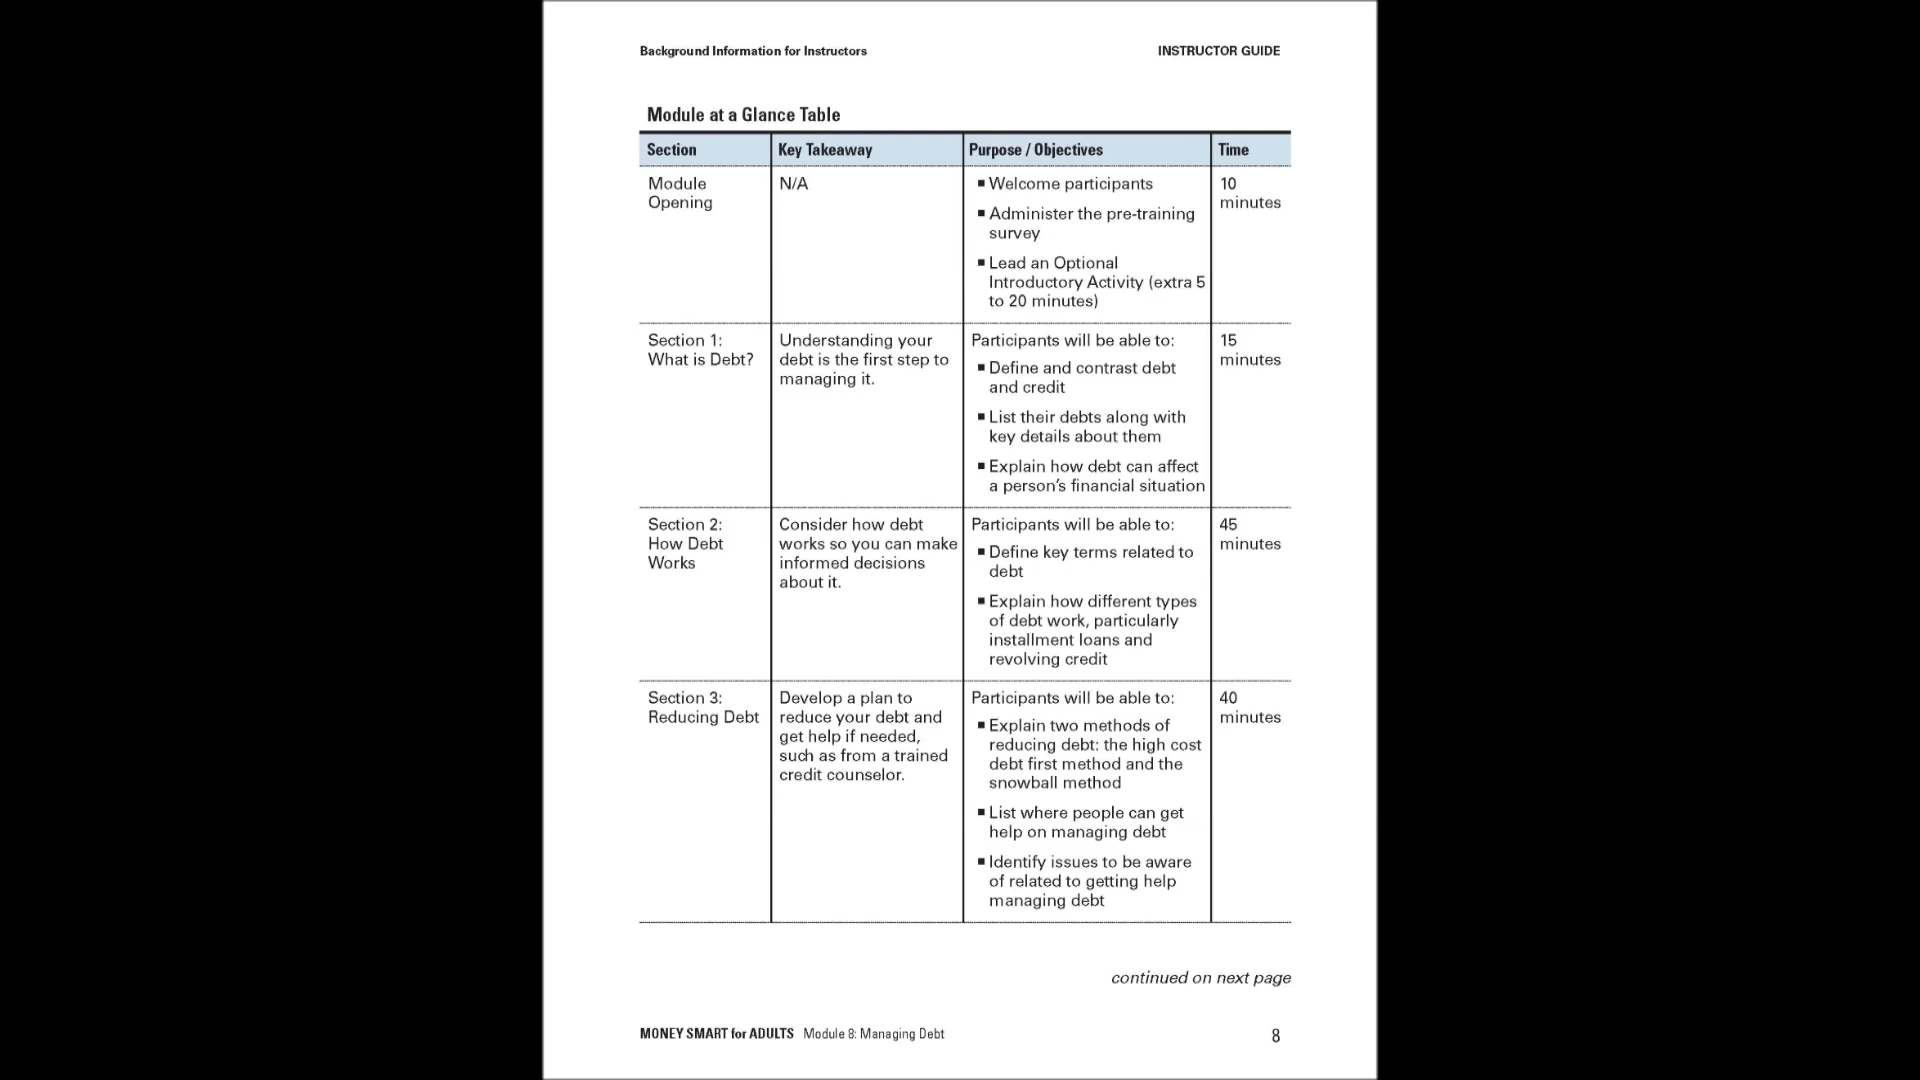 Background Information for Instructors INSTRUCTOR GUIDE
Module at a Glance Table
Section Key Takeaway Purpose / Objectives Time
Module
Opening
N/A
▪ Welcome participants
▪ Administer the pre-training
survey
▪ Lead an Optional
Introductory Activity (extra 5
to 20 minutes)
10
minutes
Section 1:
What is Debt?
Understanding your
debt is the first step to
managing it.
Participants will be able to:
▪ Define and contrast debt
and credit
▪ List their debts along with
key details about them
▪ Explain how debt can affect
a person’s financial situation
15
minutes
Section 2:
How Debt
Works
Consider how debt
works so you can make
informed decisions
about it.
Participants will be able to:
▪ Define key terms related to
debt
▪ Explain how different types
of debt work, particularly
installment loans and
revolving credit
45
minutes
Section 3:
Reducing Debt
Develop a plan to
reduce your debt and
get help if needed,
such as from a trained
credit counselor.
Participants will be able to:
▪ Explain two methods of
reducing debt: the high cost
debt first method and the
snowball method
▪ List where people can get
help on managing debt
▪ Identify issues to be aware
of related to getting help
managing debt
40
minutes
continued on next page
MONEY SMART for ADULTS Module 8: Managing Debt 8